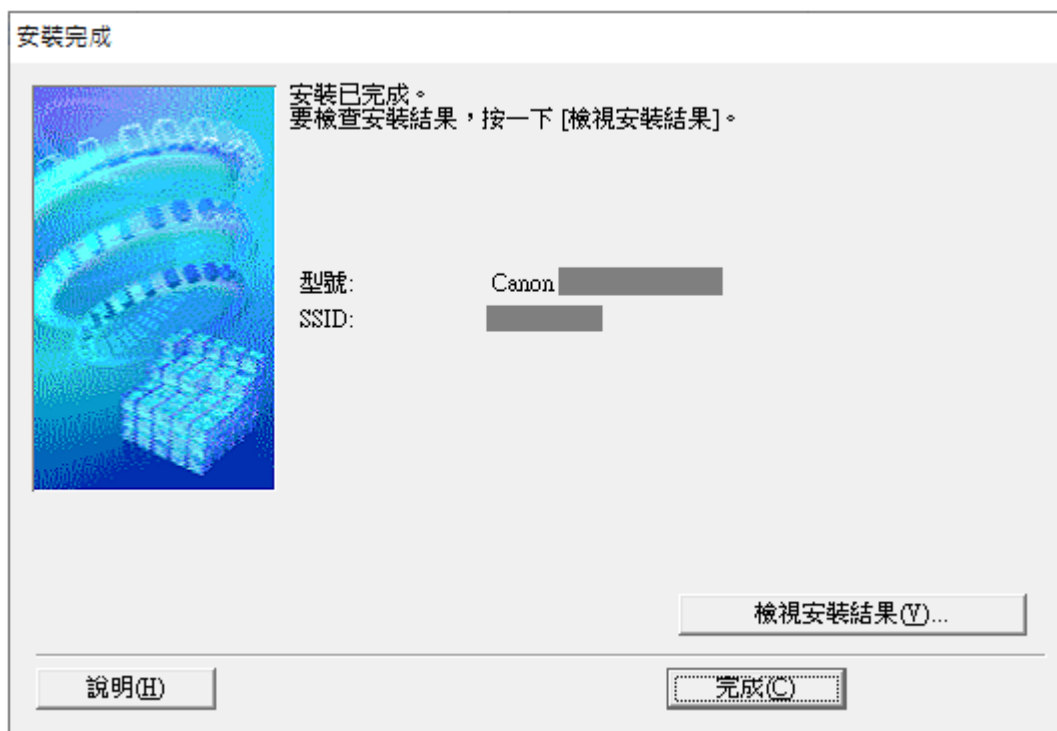 安裝完成
安裝已完成。
要檢查安裝結果，按一下 [檢視安裝結果]。
型號: Canon
SSID:
檢視安裝結果(V)...
說明(H)
完成(C)